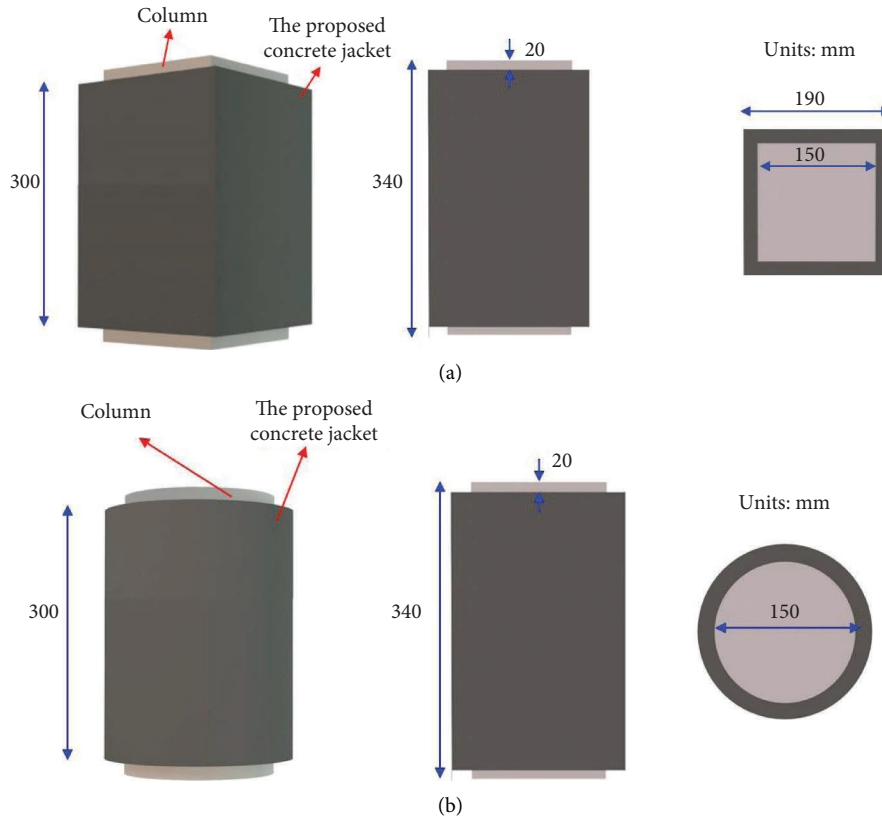 Column
The proposed
concrete jacket
300
340
20
Units: mm
190
150
(a)
Column
The proposed
concrete jacket
300
340
20
Units: mm
150
(b)